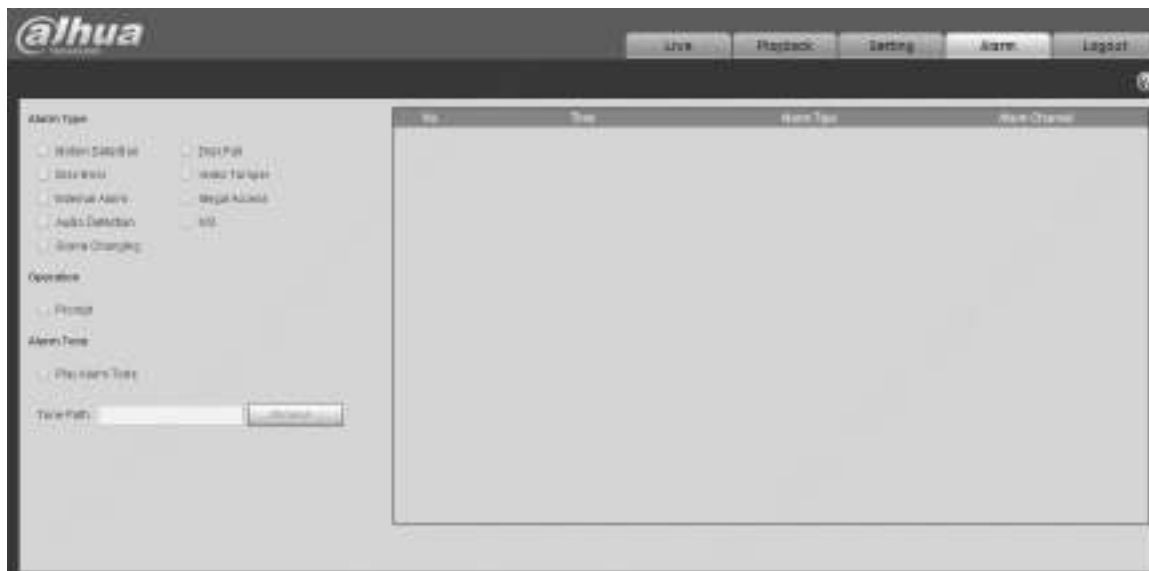 alhua
TECHNOLOGY
Live Playback Setting Alarm Logout
Alarm Type
Motion Detection Disk Full
Disk Error Video Tamper
External Alarm Illegal Access
Audio Detection IVS
Scene Changing
Operation
Prompt
Alarm Tone
Play Alarm Tone
Tone Path
Browse
No. Time Alarm Type Alarm Channel